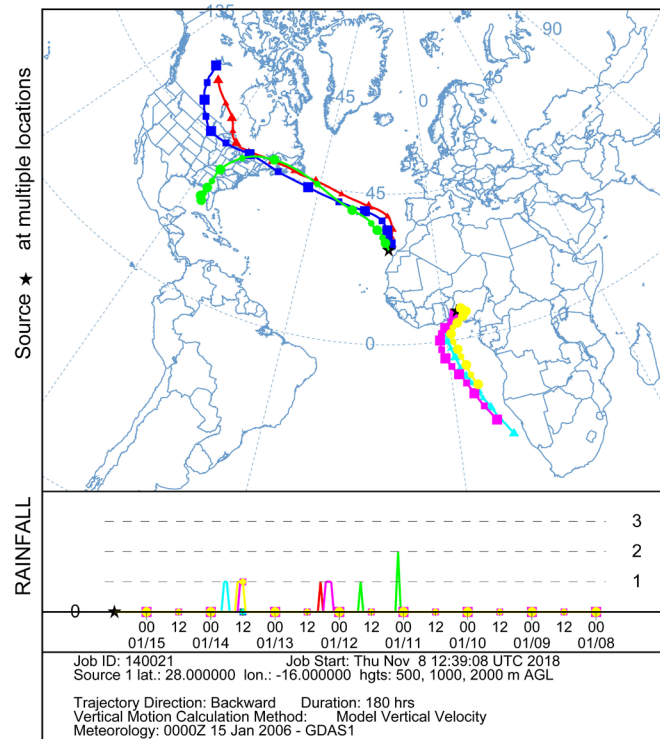 135
90
45
0
45
45
0
Source ★ at multiple locations
RAINFALL
3
2
1
0
00 12 00 12 00 12 00 12 00 12 00 12 00 12 00
01/15 01/14 01/13 01/12 01/11 01/10 01/09 01/08
Job ID: 140021 Job Start: Thu Nov 8 12:39:08 UTC 2018
Source 1 lat.: 28.000000 lon.: -16.000000 hgts: 500, 1000, 2000 m AGL
Trajectory Direction: Backward Duration: 180 hrs
Vertical Motion Calculation Method: Model Vertical Velocity
Meteorology: 0000Z 15 Jan 2006 - GDAS1